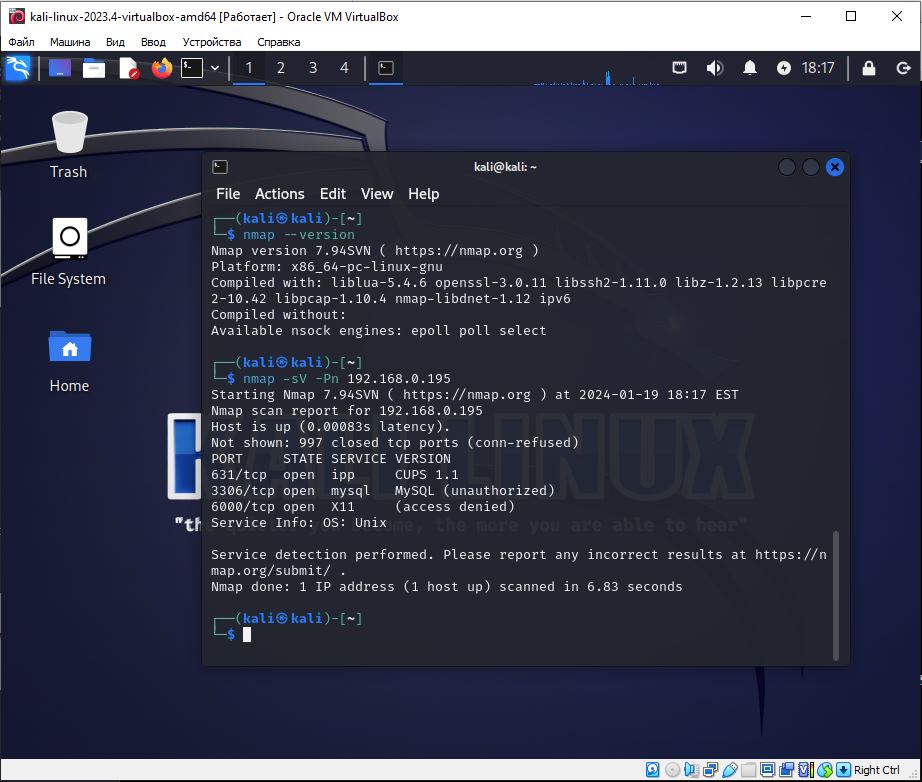 kali-linux-2023.4-virtualbox-amd64 [Работает] - Oracle VM VirtualBox
Файл Машина Вид Ввод Устройства Справка
1 2 3 4 18:17
Trash
File System
Home
kali@kali: ~
File Actions Edit View Help
┌──(kali㉿kali)-[~]
└─$ nmap --version
Nmap version 7.94SVN ( https://nmap.org )
Platform: x86_64-pc-linux-gnu
Compiled with: liblua-5.4.6 openssl-3.0.11 libssh2-1.11.0 libz-1.2.13 libpcre
2-10.42 libpcap-1.10.4 nmap-libdnet-1.12 ipv6
Compiled without:
Available nsock engines: epoll poll select
┌──(kali㉿kali)-[~]
└─$ nmap -sV -Pn 192.168.0.195
Starting Nmap 7.94SVN ( https://nmap.org ) at 2024-01-19 18:17 EST
Nmap scan report for 192.168.0.195
Host is up (0.00083s latency).
Not shown: 997 closed tcp ports (conn-refused)
PORT STATE SERVICE VERSION
631/tcp open ipp CUPS 1.1
3306/tcp open mysql MySQL (unauthorized)
6000/tcp open X11 (access denied)
Service Info: OS: Unix
Service detection performed. Please report any incorrect results at https://n
map.org/submit/ .
Nmap done: 1 IP address (1 host up) scanned in 6.83 seconds
┌──(kali㉿kali)-[~]
└─$
KALI LINUX
the more you are able to hear"
Right Ctrl